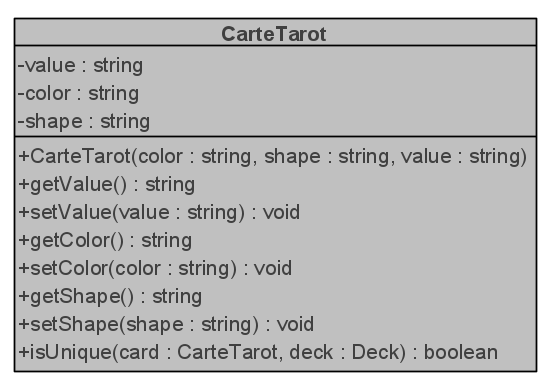 CarteTarot
-value : string
-color : string
-shape : string
+CarteTarot(color : string, shape : string, value : string)
+getValue() : string
+setValue(value : string) : void
+getColor() : string
+setColor(color : string) : void
+getShape() : string
+setShape(shape : string) : void
+isUnique(card : CarteTarot, deck : Deck) : boolean